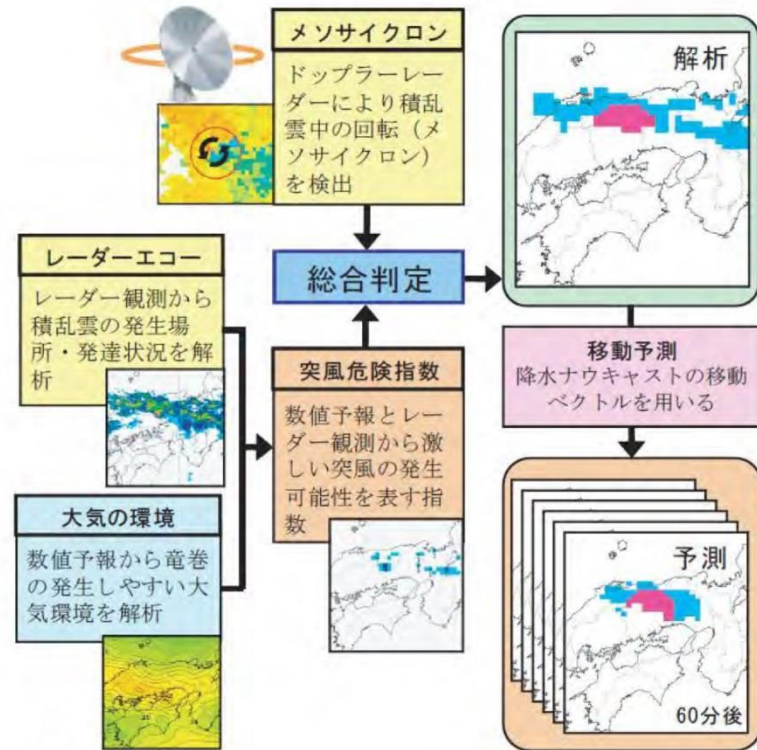 メソサイクロン
ドップラーレー
ダーにより積乱
雲中の回転（メ
ソサイクロン）
を検出
解析
レーダーエコー
レーダー観測から
積乱雲の発生場
所・発達状況を解
析
総合判定
突風危険指数
数値予報とレー
ダー観測から激
しい突風の発生
可能性を表す指
数
移動予測
降水ナウキャストの移動
ベクトルを用いる
大気の環境
数値予報から竜巻
の発生しやすい大
気環境を解析
予測
60分後